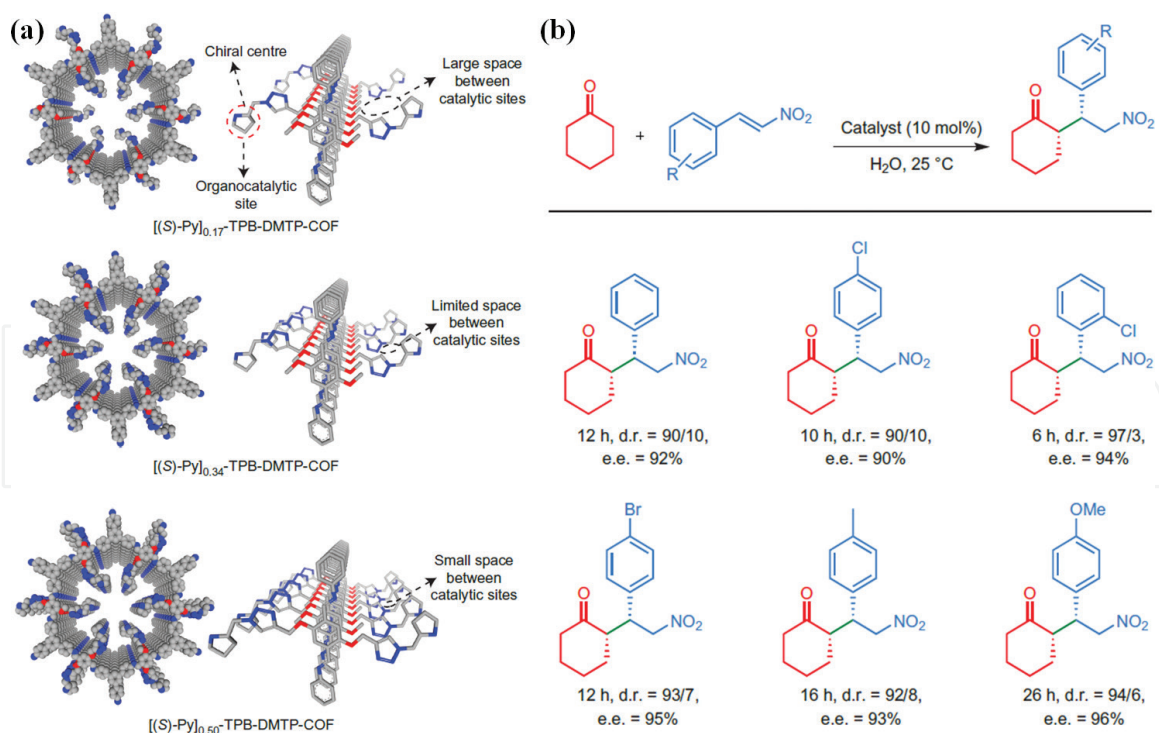 (a)
Chiral centre
Large space
between
catalytic sites
Organocatalytic
site
[(S)-Py]0.17-TPB-DMTP-COF
Limited space
between
catalytic sites
[(S)-Py]0.34-TPB-DMTP-COF
Small space
between
catalytic sites
[(S)-Py]0.50-TPB-DMTP-COF
(b)
O
+
NO2
R
Catalyst (10 mol%)
H2O, 25 °C
R
O
NO2
O
NO2
12 h, d.r. = 90/10,
e.e. = 92%
Cl
O
NO2
10 h, d.r. = 90/10,
e.e. = 90%
Cl
O
NO2
6 h, d.r. = 97/3,
e.e. = 94%
Br
O
NO2
12 h, d.r. = 93/7,
e.e. = 95%
O
NO2
16 h, d.r. = 92/8,
e.e. = 93%
OMe
O
NO2
26 h, d.r. = 94/6,
e.e. = 96%